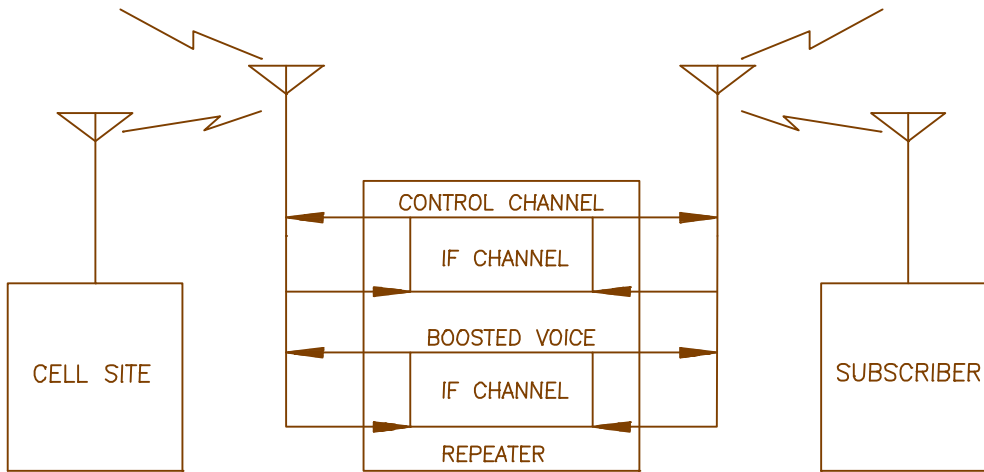 CONTROL CHANNEL
IF CHANNEL
BOOSTED VOICE
CELL SITE
IF CHANNEL
SUBSCRIBER
REPEATER